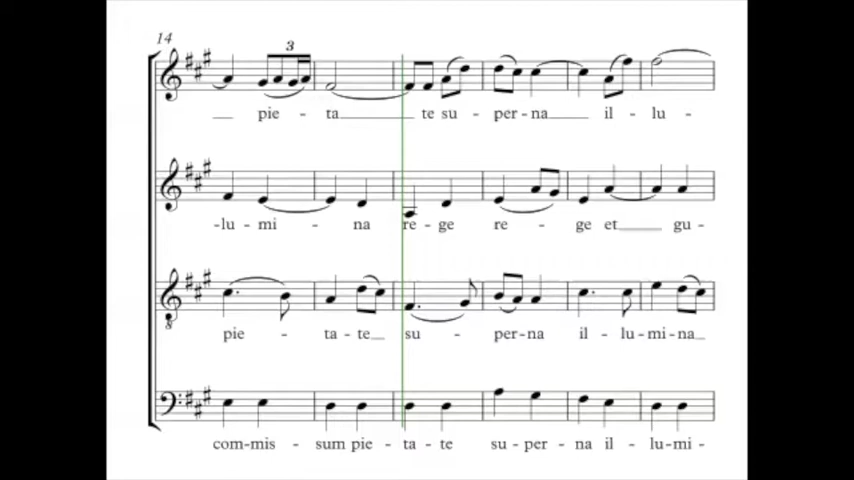 14
3
pie - ta te su - per - na il - lu -
-lu - mi - na re - ge re - ge et gu -
8
pie - ta - te su - per - na il - lu - mi - na
com - mis - sum pie - ta - te su - per - na il - lu - mi -